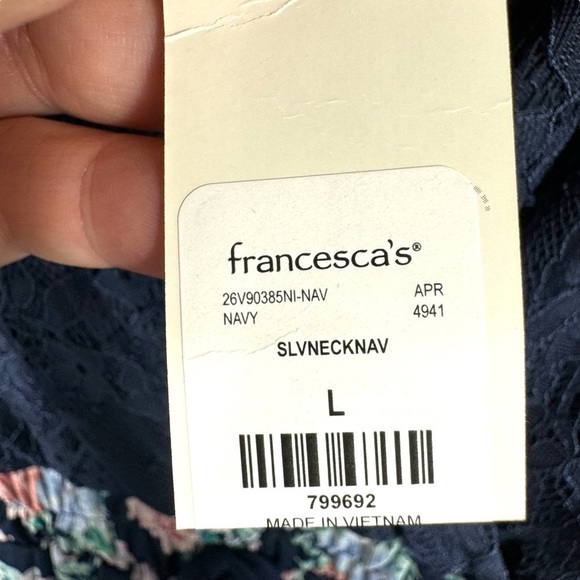 francesca's®
26V90385NI-NAV APR
NAVY 4941
SLVNECKNAV
L
799692
MADE IN VIETNAM